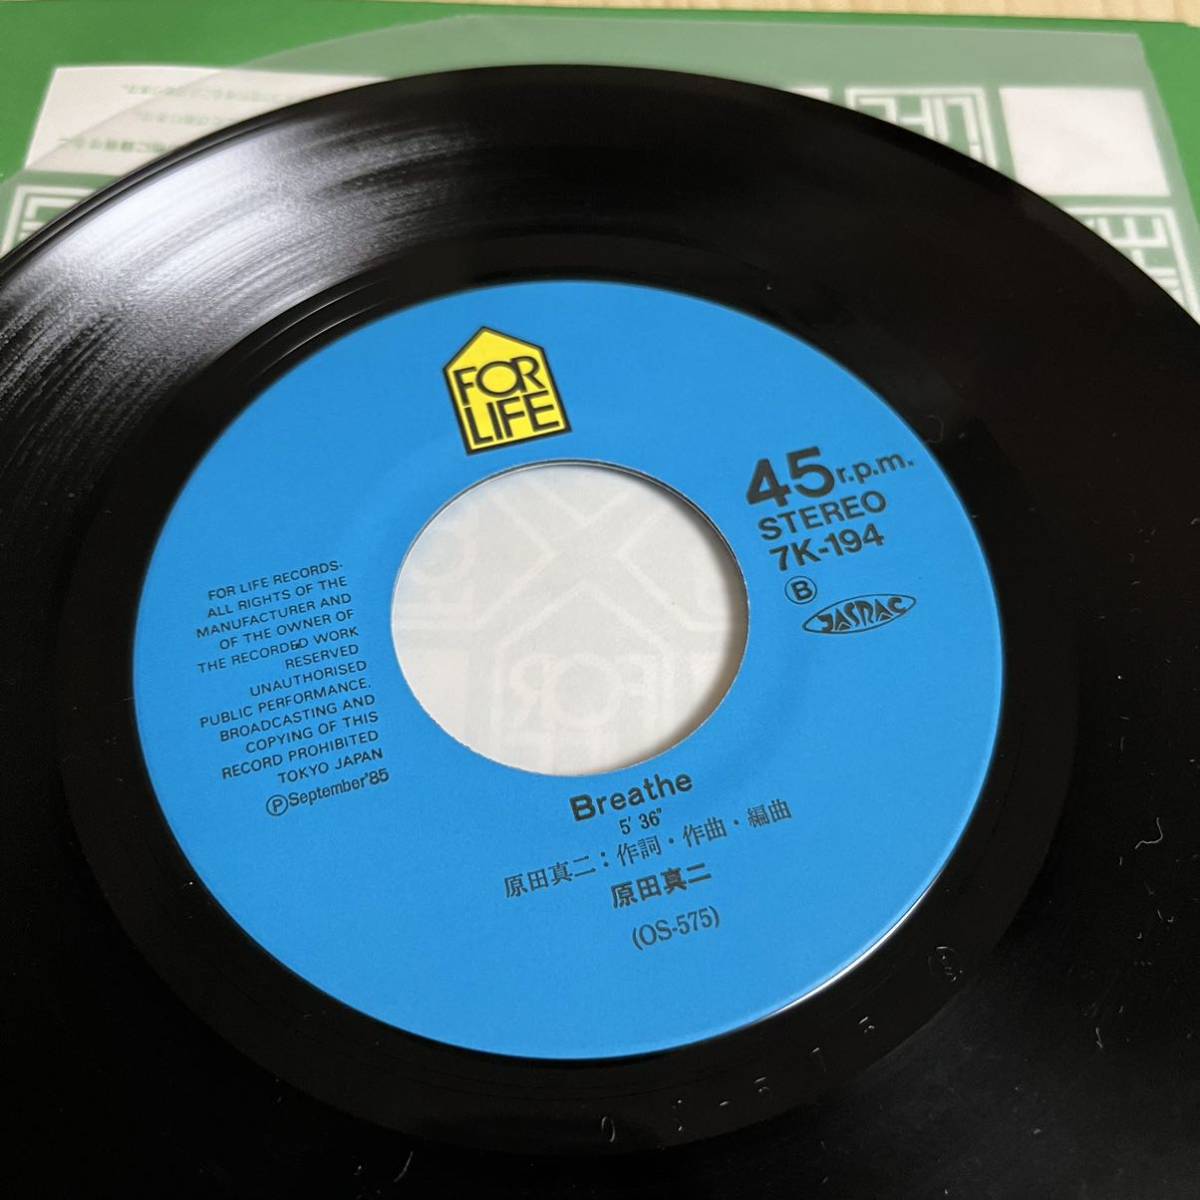 FOR
LIFE
45 r.p.m.
STEREO
7K-194
Ⓑ JASRAC
FOR LIFE RECORDS·
ALL RIGHTS OF THE
MANUFACTURER AND
OF THE OWNER OF
THE RECORDED WORK
RESERVED
UNAUTHORISED
PUBLIC PERFORMANCE.
BROADCASTING AND
COPYING OF THIS
RECORD PROHIBITED
TOKYO JAPAN
ⓅSeptember'85
Breathe
5' 36"
原田真二：作詞・作曲・編曲
原田真二
(OS-575)